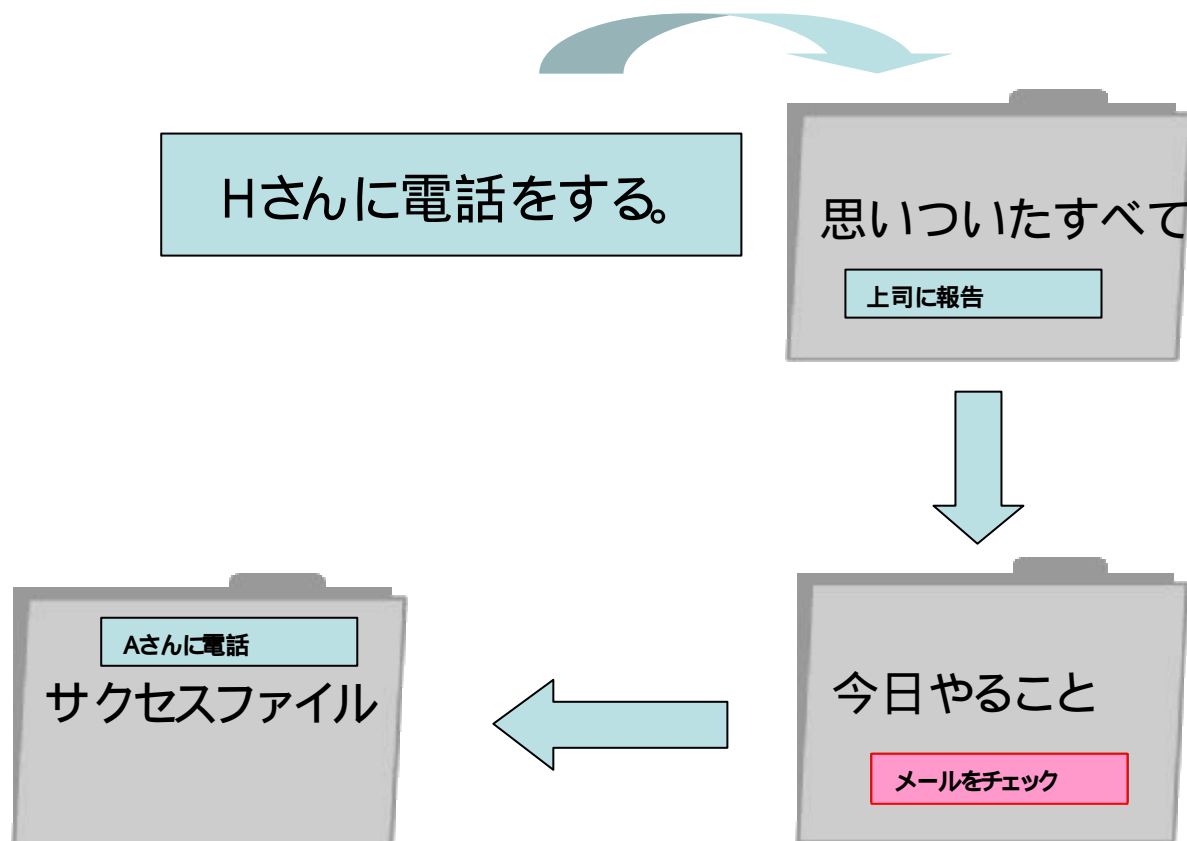 Hさんに電話をする。
思いついたすべて
上司に報告
Aさんに電話
サクセスファイル
今日やること
メールをチェック